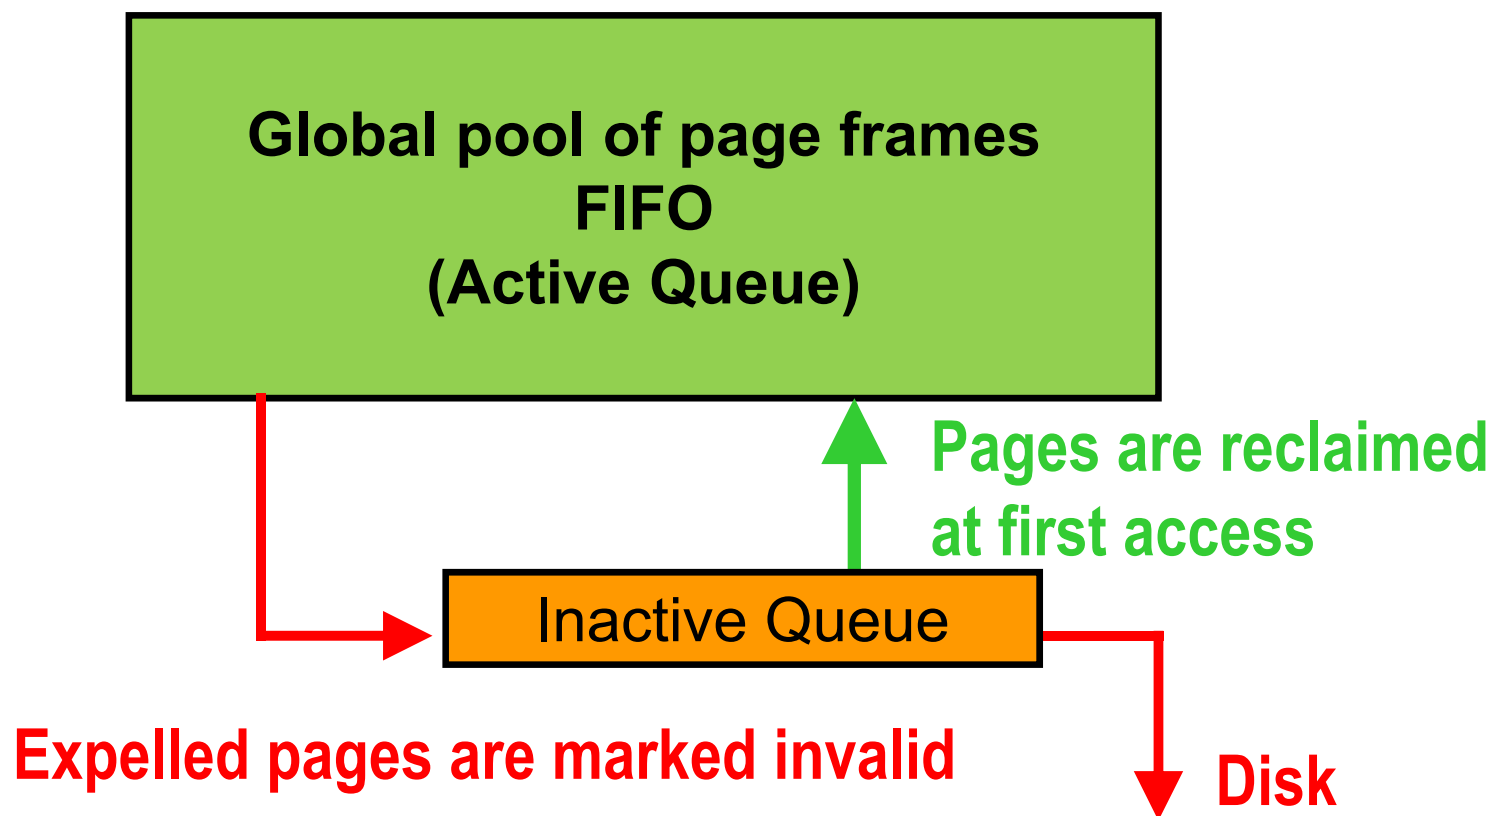 Global pool of page frames
FIFO
(Active Queue)
Pages are reclaimed
at first access
Inactive Queue
Expelled pages are marked invalid
Disk